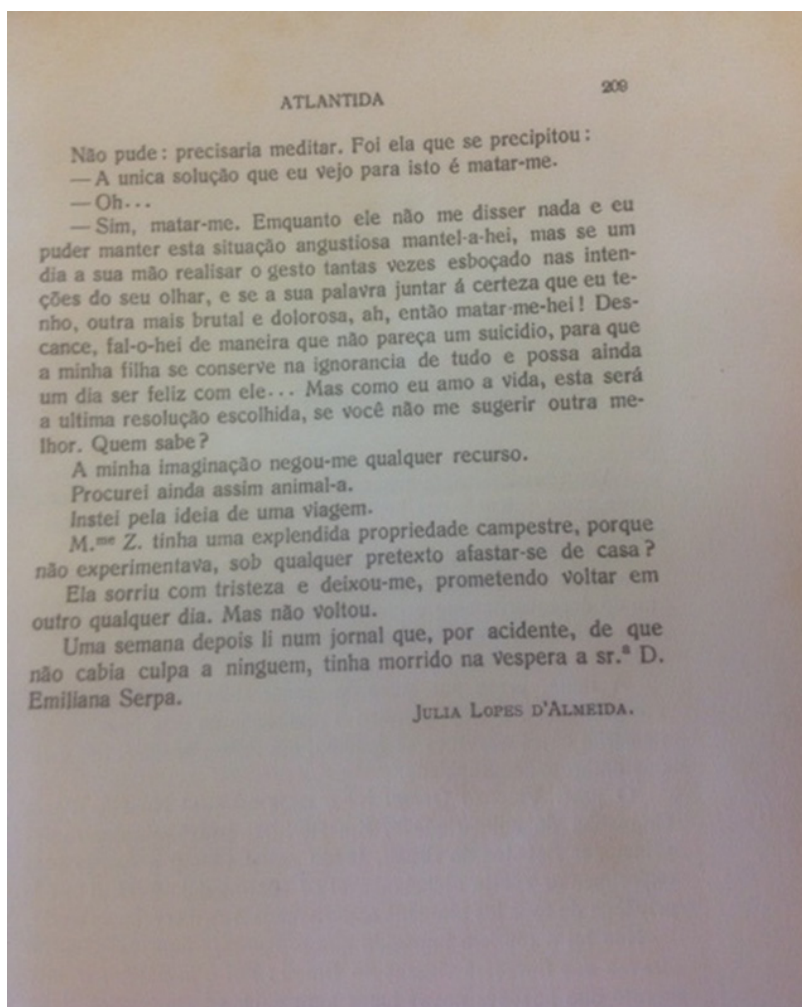 ATLANTIDA
209
Não pude: precisaria meditar. Foi ela que se precipitou:
— A unica solução que eu vejo para isto é matar-me.
— Oh...
— Sim, matar-me. Emquanto ele não me disser nada e eu
puder manter esta situação angustiosa mantel-a-hei, mas se um
dia a sua mão realisar o gesto tantas vezes esboçado nas inten-
ções do seu olhar, e se a sua palavra juntar á certeza que eu te-
nho, outra mais brutal e dolorosa, ah, então matar-me-hei! Des-
cance, fal-o-hei de maneira que não pareça um suicidio, para que
a minha filha se conserve na ignorancia de tudo e possa ainda
um dia ser feliz com ele... Mas como eu amo a vida, esta será
a ultima resolução escolhida, se você não me sugerir outra me-
lhor. Quem sabe?
A minha imaginação negou-me qualquer recurso.
Procurei ainda assim animal-a.
Instei pela ideia de uma viagem.
M.ᵐᵉ Z. tinha uma explendida propriedade campestre, porque
não experimentava, sob qualquer pretexto afastar-se de casa?
Ela sorriu com tristeza e deixou-me, prometendo voltar em
outro qualquer dia. Mas não voltou.
Uma semana depois li num jornal que, por acidente, de que
não cabia culpa a ninguem, tinha morrido na vespera a sr.ª D.
Emiliana Serpa.
JULIA LOPES D'ALMEIDA.